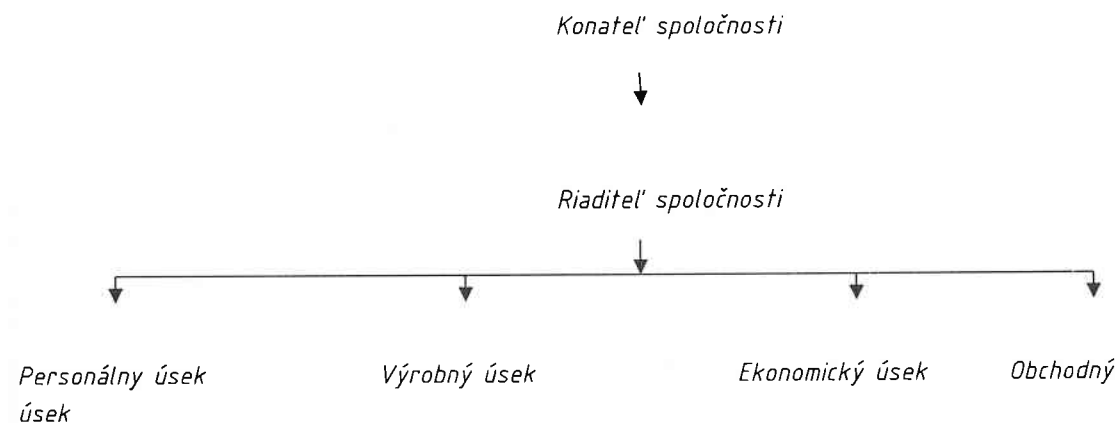 Konateľ spoločnosti
Riaditeľ spoločnosti
Personálny úsek Výrobný úsek Ekonomický úsek Obchodný
úsek